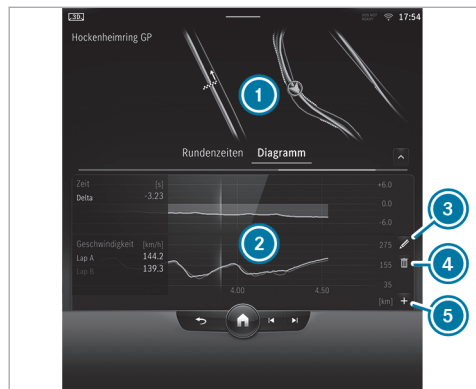 3D
17:54
Hockenheimring GP
1
Rundenzeiten Diagramm
Zeit [s]
Delta -3.23
+6.0
0.0
-6.0
3
Geschwindigkeit [km/h]
Lap A 144.2
Lap B 139.3
2
275
155
35
4
4.00 4.50
[km]
5